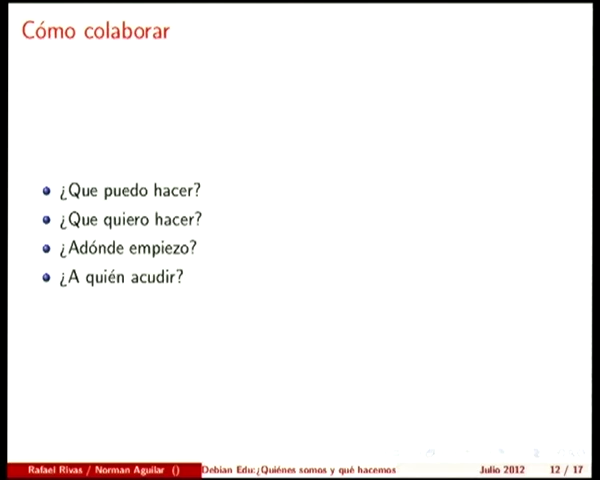 Cómo colaborar
¿Que puedo hacer?
¿Que quiero hacer?
¿Adónde empiezo?
¿A quién acudir?
Rafael Rivas / Norman Aguilar () Debian Edu:¿Quiénes somos y qué hacemos Julio 2012 12 / 17